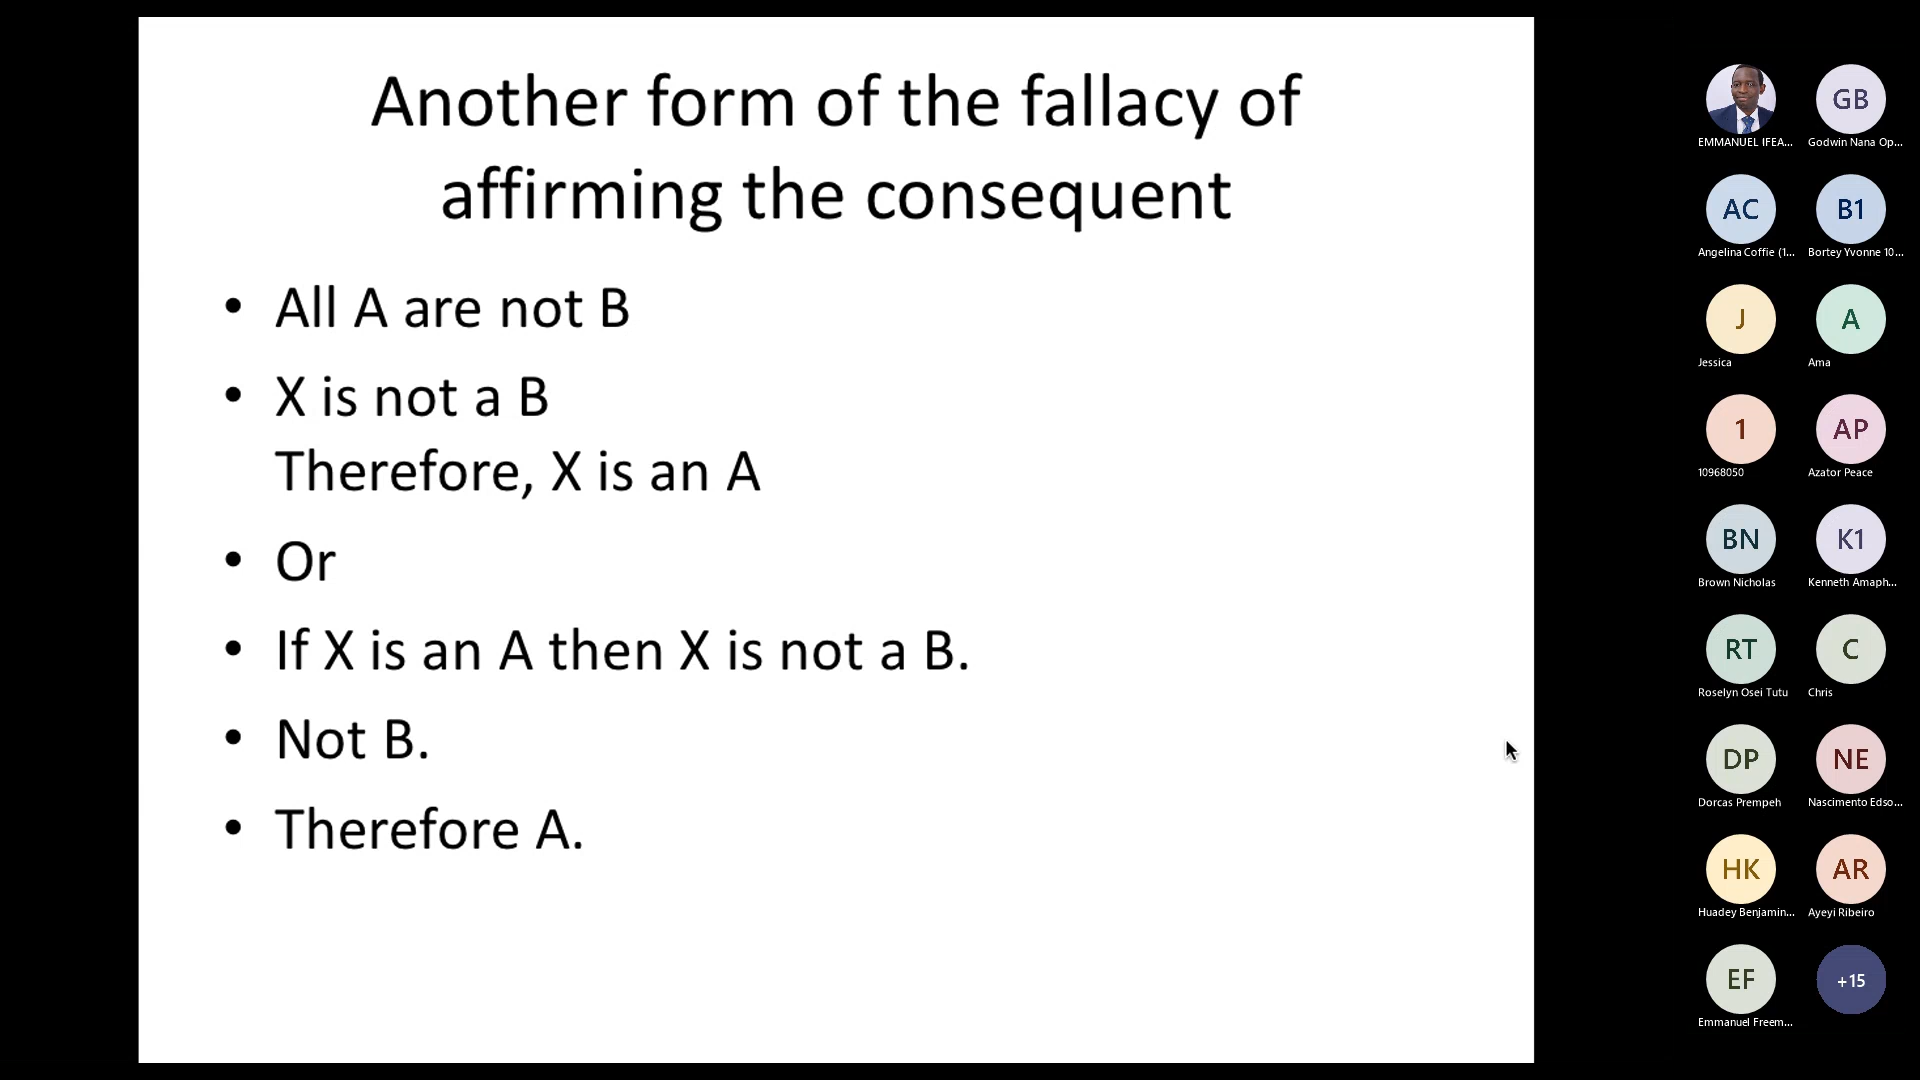 Another form of the fallacy of
affirming the consequent
• All A are not B
• X is not a B
Therefore, X is an A
• Or
• If X is an A then X is not a B.
• Not B.
• Therefore A.
EMMANUEL IFEA...
GB
Godwin Nana Op...
AC
Angelina Coffie (1...
B1
Bortey Yvonne 10...
J
Jessica
A
Ama
1
10968050
AP
Azator Peace
BN
Brown Nicholas
K1
Kenneth Amaph...
RT
Roselyn Osei Tutu
C
Chris
DP
Dorcas Prempeh
NE
Nascimento Edso...
HK
Huadey Benjamin...
AR
Ayeyi Ribeiro
EF
Emmanuel Freem...
+15